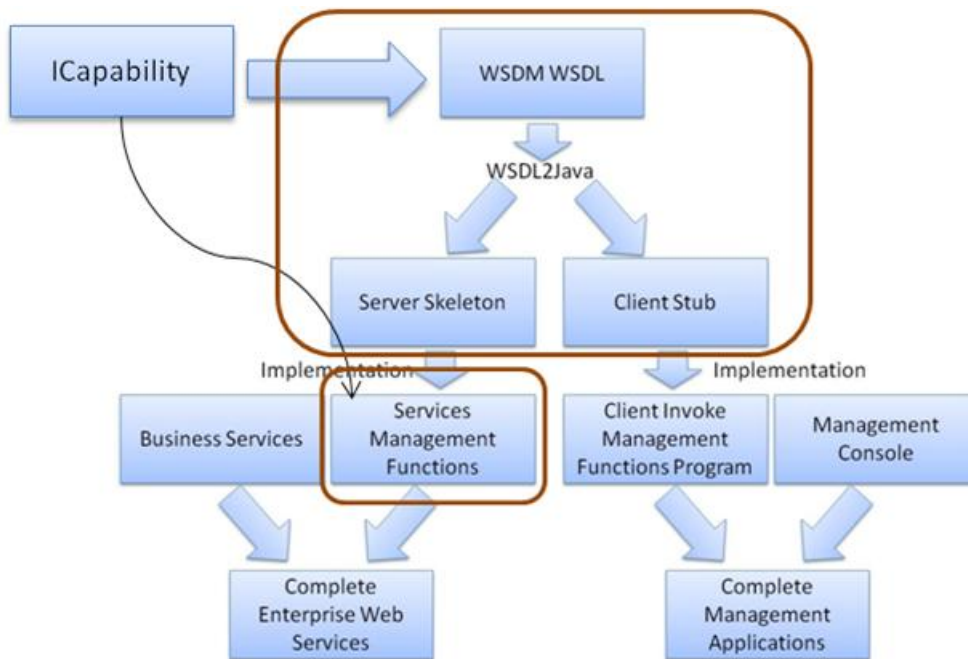 ICapability
WSDM WSDL
WSDL2Java
Server Skeleton
Client Stub
Implementation
Implementation
Business Services
Services
Management
Functions
Client Invoke
Management
Functions Program
Management
Console
Complete
Enterprise Web
Services
Complete
Management
Applications